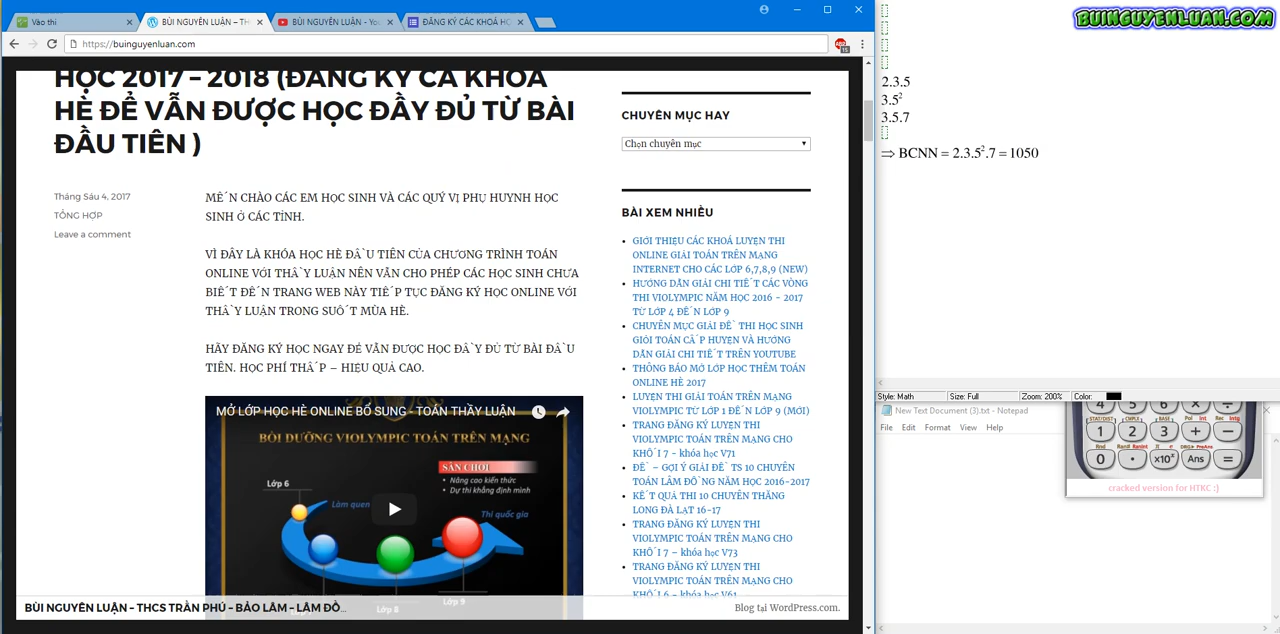 Vào thi
BÙI NGUYÊN LUẬN – TH
BÙI NGUYÊN LUẬN - You
ĐĂNG KÝ CÁC KHOÁ HỌ
https://buinguyenluan.com
BUINGUYENLUAN.COM
HỌC 2017 – 2018 (ĐĂNG KÝ CẢ KHOÁ
HÈ ĐỂ VẪN ĐƯỢC HỌC ĐẦY ĐỦ TỪ BÀI
ĐẦU TIÊN )
Tháng Sáu 4, 2017
TỔNG HỢP
Leave a comment
MẾN CHÀO CÁC EM HỌC SINH VÀ CÁC QUÝ VỊ PHỤ HUYNH HỌC
SINH Ở CÁC TỈNH.
VÌ ĐÂY LÀ KHÓA HỌC HÈ ĐẦU TIÊN CỦA CHƯƠNG TRÌNH TOÁN
ONLINE VỚI THẦY LUẬN NÊN VẪN CHO PHÉP CÁC HỌC SINH CHƯA
BIẾT ĐẾN TRANG WEB NÀY TIẾP TỤC ĐĂNG KÝ HỌC ONLINE VỚI
THẦY LUẬN TRONG SUỐT MÙA HÈ.
HÃY ĐĂNG KÝ HỌC NGAY ĐỂ VẪN ĐƯỢC HỌC ĐẦY ĐỦ TỪ BÀI ĐẦU
TIÊN. HỌC PHÍ THẤP – HIỆU QUẢ CAO.
MỞ LỚP HỌC HÈ ONLINE BỔ SUNG - TOÁN THẦY LUẬN
BỒI DƯỠNG VIOLYMPIC TOÁN TRÊN MẠNG
SÂN CHƠI
• Nâng cao kiến thức
• Dự thi khẳng định mình
Lớp 6
Làm quen
Thi quốc gia
Lớp 8
Lớp 9
BÙI NGUYÊN LUẬN – THCS TRẦN PHÚ – BẢO LÂM – LÂM ĐỒ...
Blog tại WordPress.com.
CHUYÊN MỤC HAY
Chọn chuyên mục
BÀI XEM NHIỀU
GIỚI THIỆU CÁC KHOÁ LUYỆN THI
ONLINE GIẢI TOÁN TRÊN MẠNG
INTERNET CHO CÁC LỚP 6,7,8,9 (NEW)
HƯỚNG DẪN GIẢI CHI TIẾT CÁC VÒNG
THI VIOLYMPIC NĂM HỌC 2016 - 2017
TỪ LỚP 4 ĐẾN LỚP 9
CHUYÊN MỤC GIẢI ĐỀ THI HỌC SINH
GIỎI TOÁN CẤP HUYỆN VÀ HƯỚNG
DẪN GIẢI CHI TIẾT TRÊN YOUTUBE
THÔNG BÁO MỞ LỚP HỌC THÊM TOÁN
ONLINE HÈ 2017
LUYỆN THI GIẢI TOÁN TRÊN MẠNG
VIOLYMPIC TỪ LỚP 1 ĐẾN LỚP 9 (MỚI)
TRANG ĐĂNG KÝ LUYỆN THI
VIOLYMPIC TOÁN TRÊN MẠNG CHO
KHỐI 7 - khóa học V71
ĐỀ – GỢI Ý GIẢI ĐỀ TS 10 CHUYÊN
TOÁN LÂM ĐỒNG NĂM HỌC 2016-2017
KẾT QUẢ THI 10 CHUYÊN THĂNG
LONG ĐÀ LẠT 16-17
TRANG ĐĂNG KÝ LUYỆN THI
VIOLYMPIC TOÁN TRÊN MẠNG CHO
KHỐI 7 – khóa học V73
TRANG ĐĂNG KÝ LUYỆN THI
VIOLYMPIC TOÁN TRÊN MẠNG CHO
KHỐI 6 – khóa học V61
2.3.5
3.5²
3.5.7
⇒ BCNN = 2.3.5².7 = 1050
Style: Math Size: Full Zoom: 200% Color:
New Text Document (3).txt - Notepad
File Edit Format View Help
4 5 6 × ÷
1 2 3 + −
0 . ×10ˣ Ans =
cracked version for HTKC :)